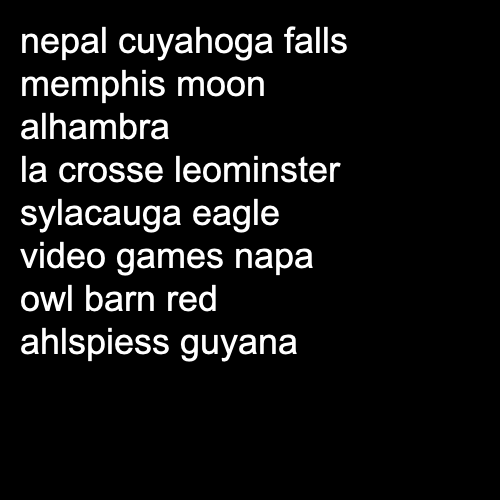 nepal cuyahoga falls
memphis moon
alhambra
la crosse leominster
sylacauga eagle
video games napa
owl barn red
ahlspiess guyana